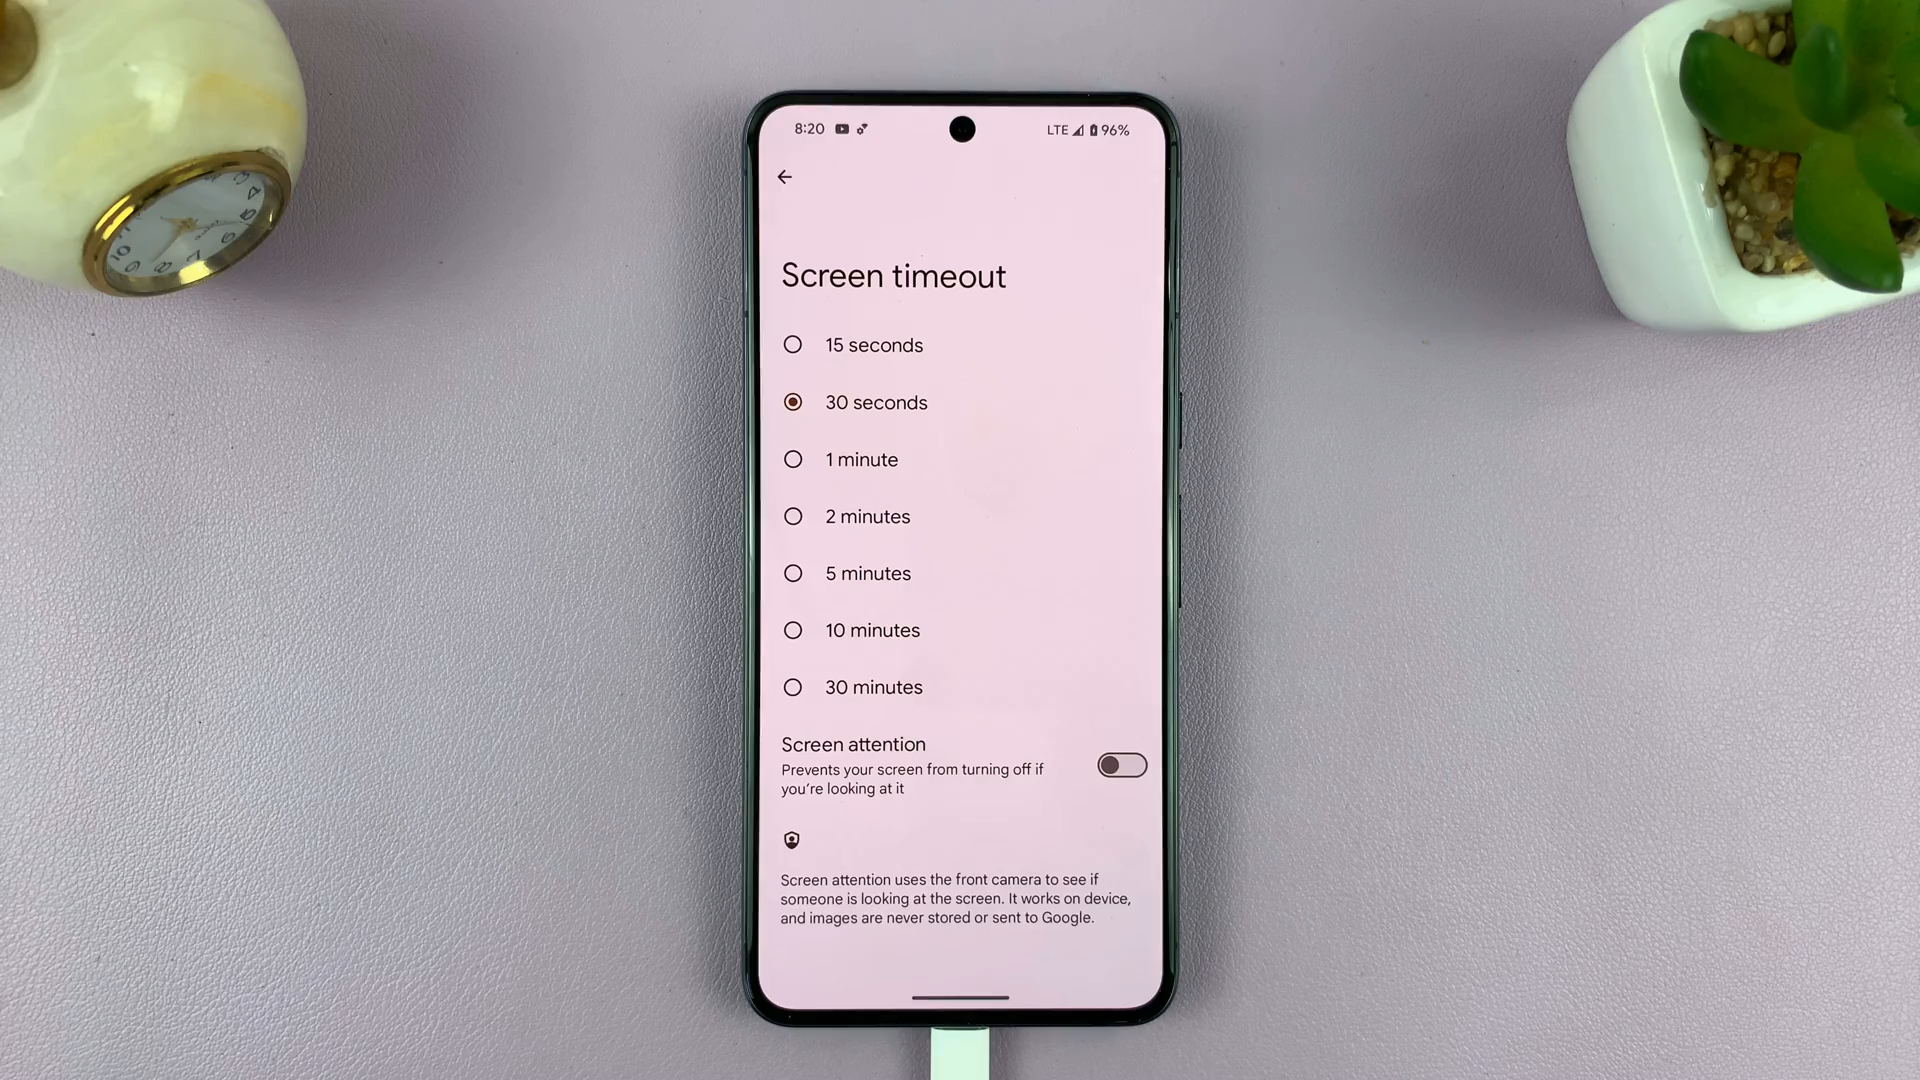 8:20 LTE 96%
Screen timeout
15 seconds
30 seconds
1 minute
2 minutes
5 minutes
10 minutes
30 minutes
Screen attention
Prevents your screen from turning off if
you're looking at it
Screen attention uses the front camera to see if
someone is looking at the screen. It works on device,
and images are never stored or sent to Google.